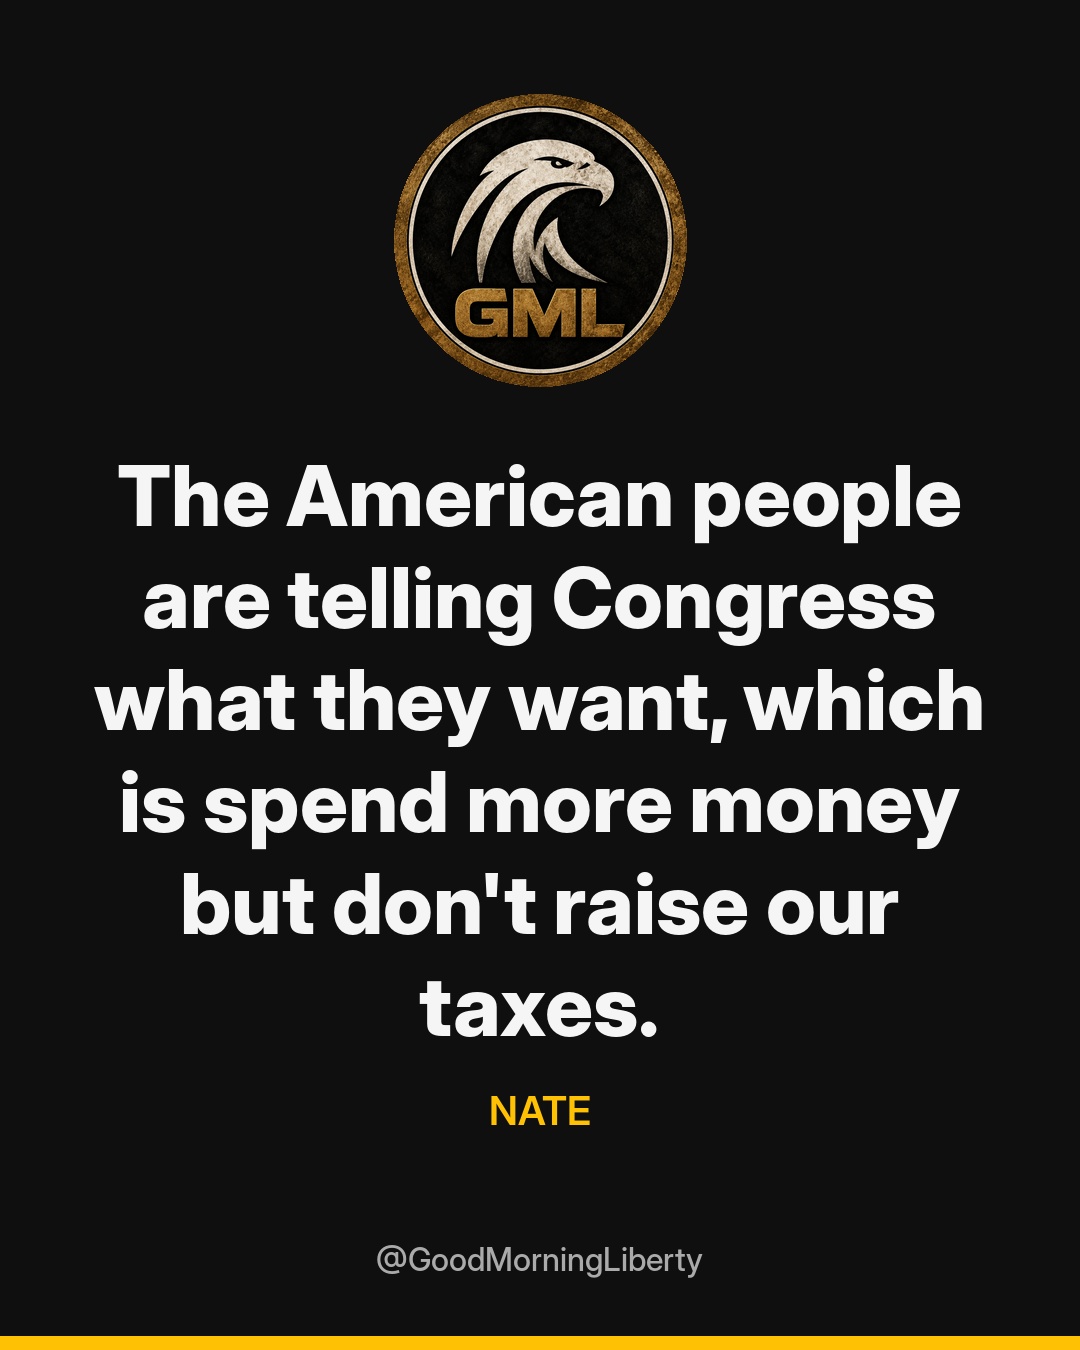 GML
The American people
are telling Congress
what they want, which
is spend more money
but don't raise our
taxes.
NATE
@GoodMorningLiberty